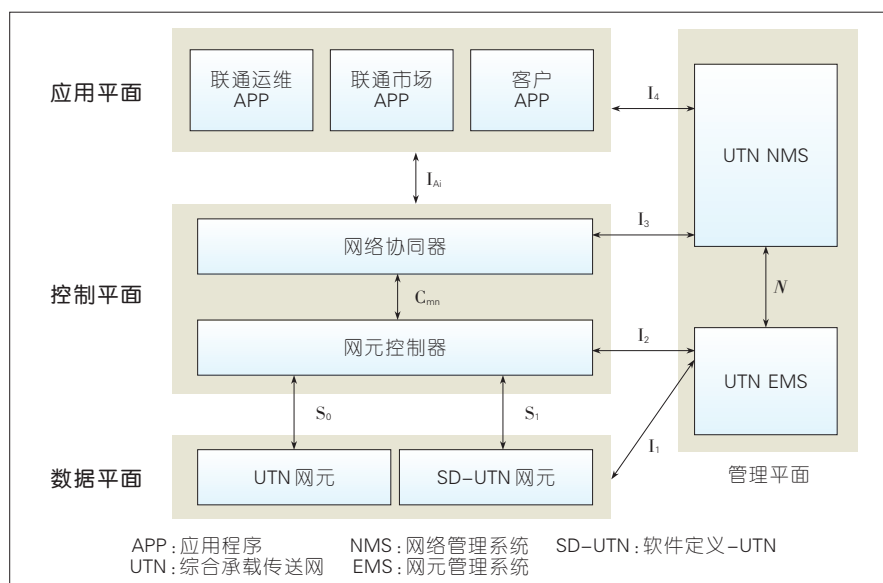 应用平面
联通运维
APP
联通市场
APP
客户
APP
I₄
UTN NMS
I_Ai
控制平面
网络协同器
I₃
C_mn
N
网元控制器
I₂
UTN EMS
S₀
S₁
I₁
数据平面
UTN 网元
SD-UTN 网元
管理平面
APP:应用程序 NMS:网络管理系统 SD-UTN:软件定义-UTN
UTN:综合承载传送网 EMS:网元管理系统